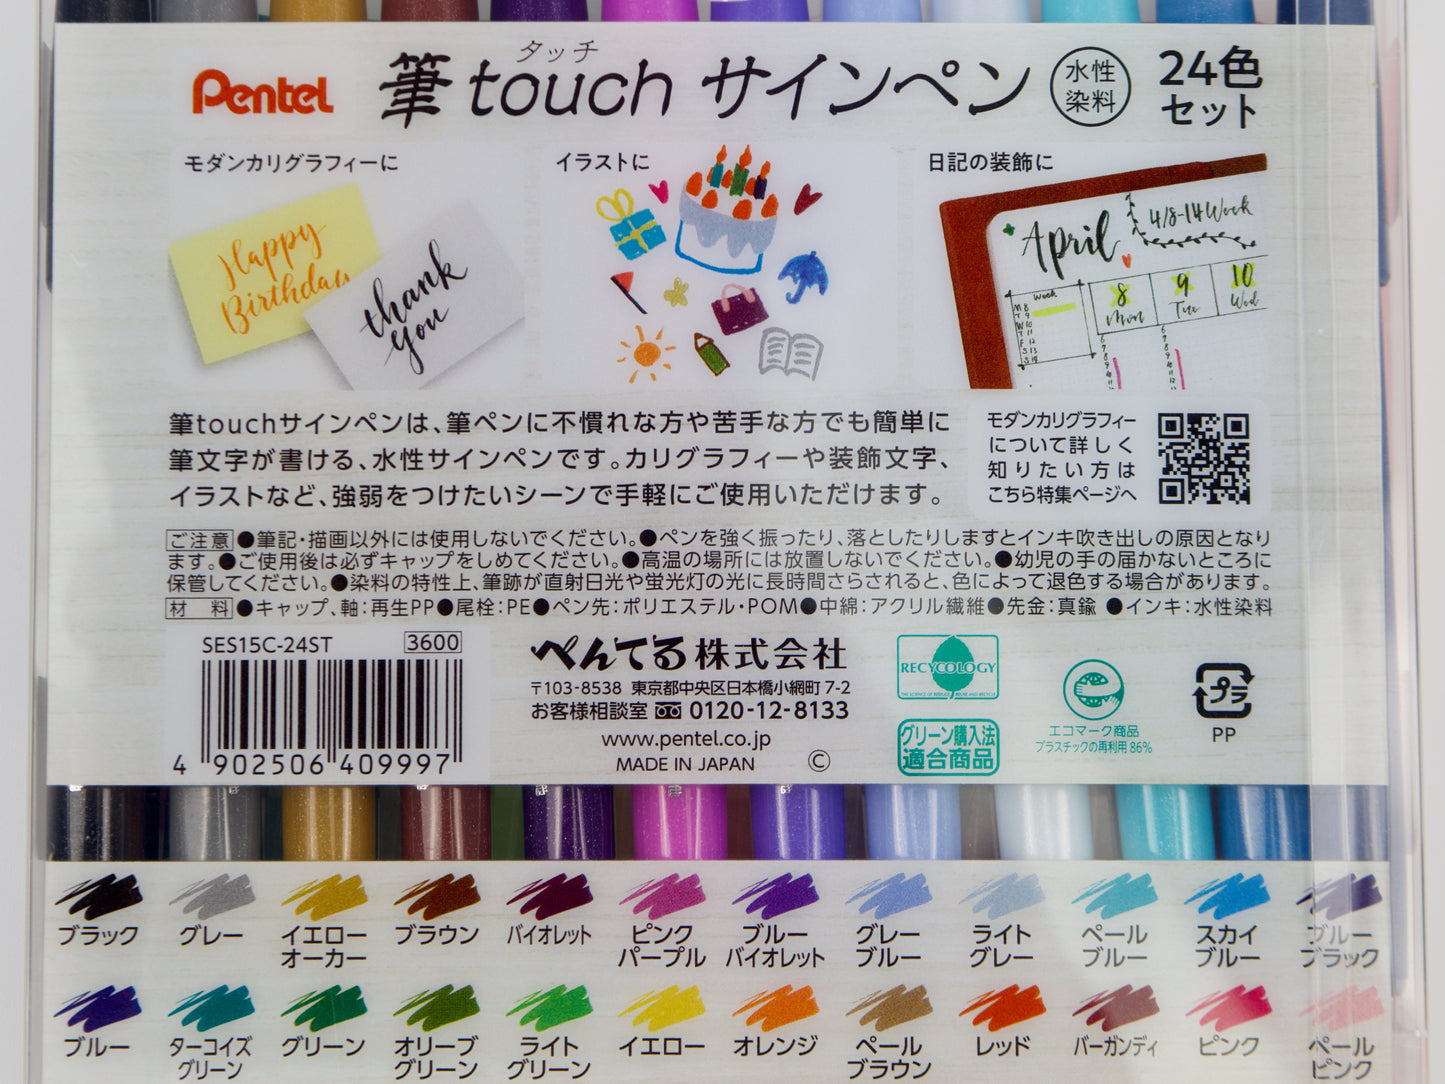 Pentel 筆touch サインペン 水性染料 24色セット
タッチ
モダンカリグラフィーに
Happy
Birthday
thank
you
イラストに
日記の装飾に
April 4/8-14 Week
Week
8 9 10
Mon Tue Wed
筆touchサインペンは、筆ペンに不慣れな方や苦手な方でも簡単に
筆文字が書ける、水性サインペンです。カリグラフィーや装飾文字、
イラストなど、強弱をつけたいシーンで手軽にご使用いただけます。
モダンカリグラフィー
について詳しく
知りたい方は
こちら特集ページへ
ご注意 ●筆記・描画以外には使用しないでください。●ペンを強く振ったり、落としたりしますとインキ吹き出しの原因となり
ます。●ご使用後は必ずキャップをしめてください。●高温の場所には放置しないでください。●幼児の手の届かないところに
保管してください。●染料の特性上、筆跡が直射日光や蛍光灯の光に長時間さらされると、色によって退色する場合があります。
材料 ●キャップ、軸：再生PP●尾栓：PE●ペン先：ポリエステル・POM●中綿：アクリル繊維●先金：真鍮 ●インキ：水性染料
SES15C-24ST 3600
4 902506 409997
ぺんてる株式会社
〒103-8538 東京都中央区日本橋小網町 7-2
お客様相談室 0120-12-8133
www.pentel.co.jp
MADE IN JAPAN ©
RECYCOLOGY
グリーン購入法
適合商品
エコマーク商品
プラスチックの再利用 86%
プラ
PP
ブラック
グレー
イエローオーカー
ブラウン
バイオレット
ピンクパープル
ブルーバイオレット
グレーブルー
ライトグレー
ペールブルー
スカイブルー
ブルーブラック
ブルー
ターコイズグリーン
グリーン
オリーブグリーン
ライトグリーン
イエロー
オレンジ
ペールブラウン
レッド
バーガンディ
ピンク
ペールピンク